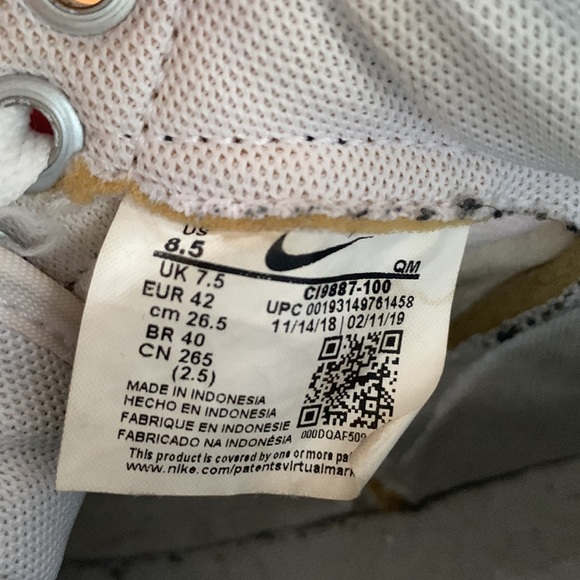 US
8.5
UK 7.5
EUR 42
cm 26.5
BR 40
CN 265
(2.5)
QM
CI9887-100
UPC 00193149761458
11/14/18 | 02/11/19
000DQAF509
MADE IN INDONESIA
HECHO EN INDONESIA
FABRIQUE EN INDONESIE
FABRICADO NA INDONÉSIA
This product is covered by one or more pa
www.nike.com/patentsvirtualmark